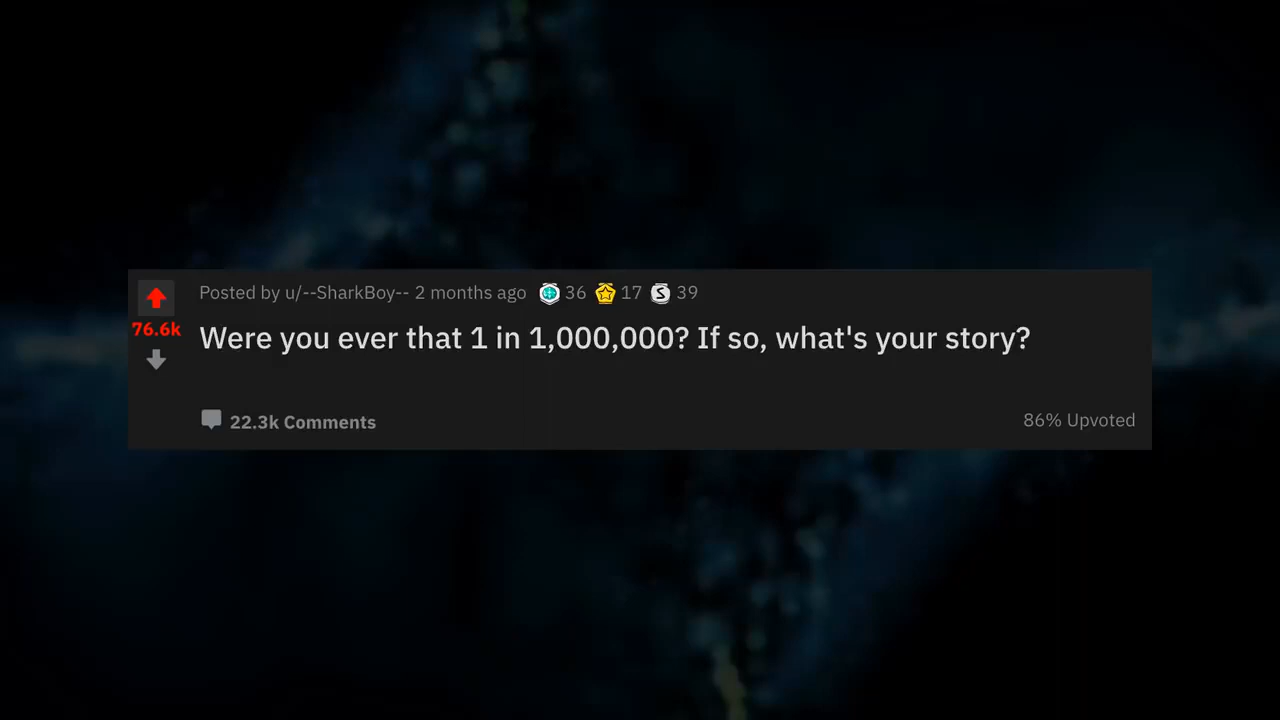 Posted by u/--SharkBoy-- 2 months ago 36 17 S 39
76.6k
Were you ever that 1 in 1,000,000? If so, what's your story?
22.3k Comments
86% Upvoted